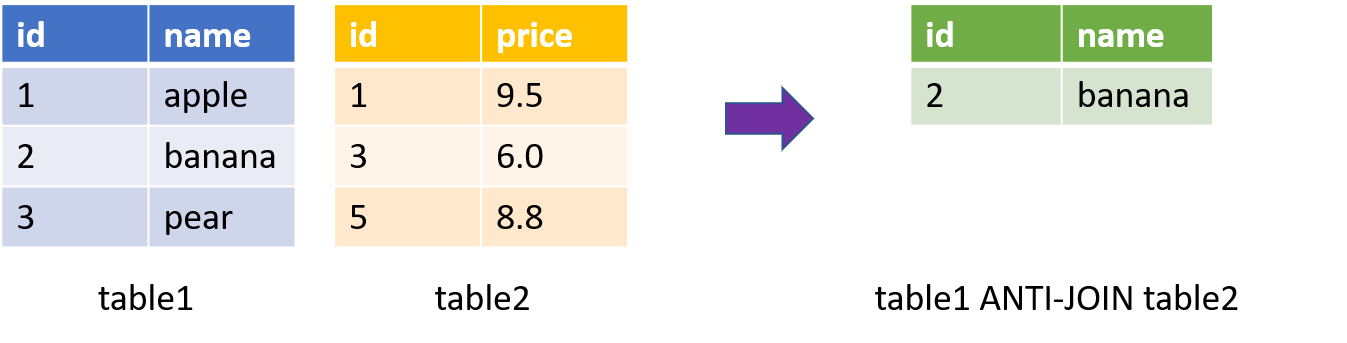 id name
1 apple
2 banana
3 pear
table1
id price
1 9.5
3 6.0
5 8.8
table2
id name
2 banana
table1 ANTI-JOIN table2